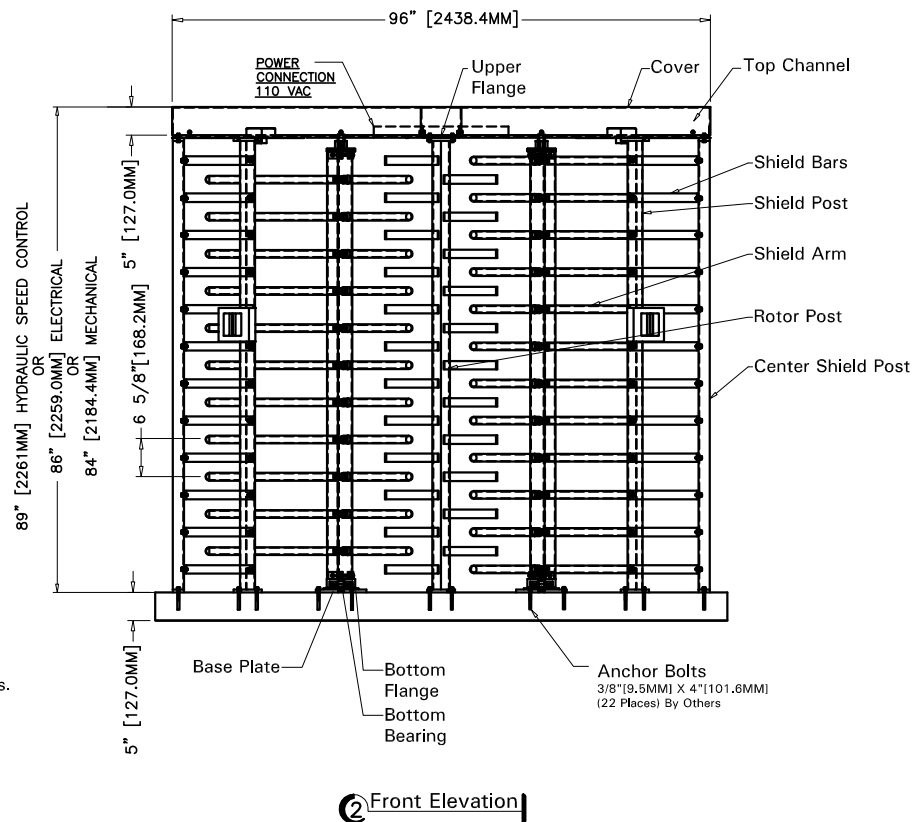 96" [2438.4MM]
POWER
CONNECTION
110 VAC
Upper
Flange
Cover
Top Channel
Shield Bars
Shield Post
Shield Arm
Rotor Post
Center Shield Post
89" [2261MM] HYDRAULIC SPEED CONTROL
OR
86" [2259.0MM] ELECTRICAL
OR
84" [2184.4MM] MECHANICAL
5" [127.0MM]
6 5/8"[168.2MM]
5" [127.0MM]
s.
Base Plate
Bottom
Flange
Bottom
Bearing
Anchor Bolts
3/8"[9.5MM] X 4"[101.6MM]
(22 Places) By Others
2 Front Elevation